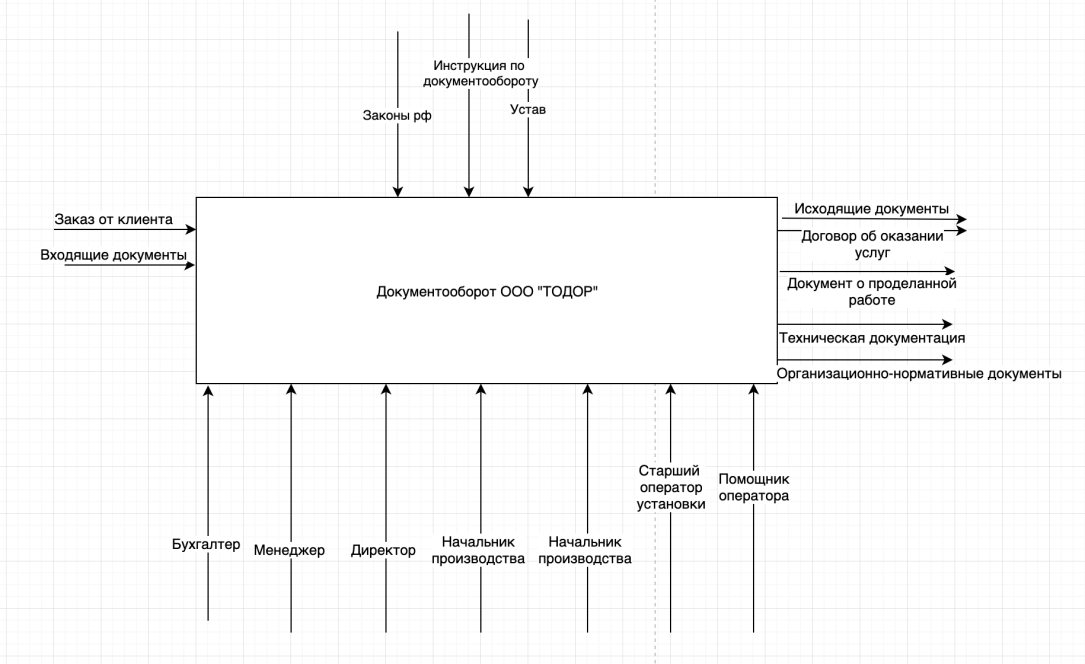 Инструкция по
документообороту
Законы рф
Устав
Заказ от клиента
Входящие документы
Документооборот ООО "ТОДОР"
Исходящие документы
Договор об оказании
услуг
Документ о проделанной
работе
Техническая документация
Организационно-нормативные документы
Бухгалтер
Менеджер
Директор
Начальник
производства
Начальник
производства
Старший
оператор
установки
Помощник
оператора